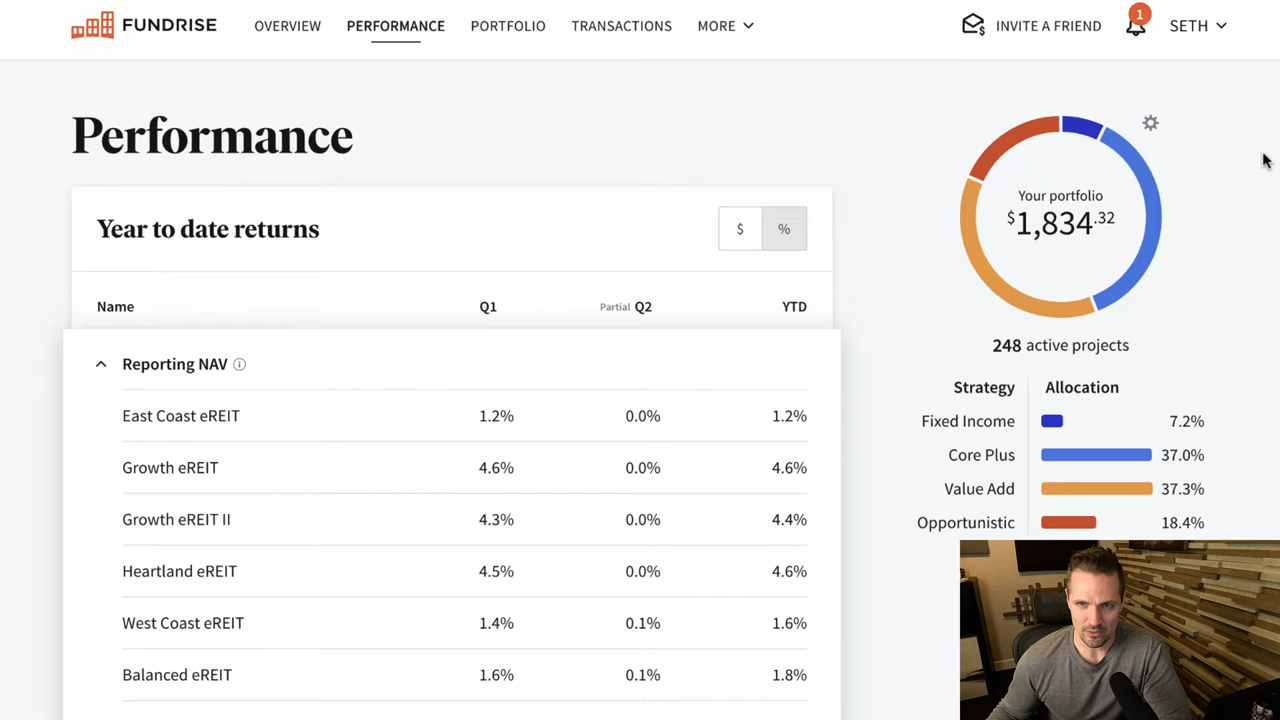 FUNDRISE OVERVIEW PERFORMANCE PORTFOLIO TRANSACTIONS MORE INVITE A FRIEND 1 SETH
Performance
Year to date returns $ %
Name Q1 Partial Q2 YTD
Reporting NAV
East Coast eREIT 1.2% 0.0% 1.2%
Growth eREIT 4.6% 0.0% 4.6%
Growth eREIT II 4.3% 0.0% 4.4%
Heartland eREIT 4.5% 0.0% 4.6%
West Coast eREIT 1.4% 0.1% 1.6%
Balanced eREIT 1.6% 0.1% 1.8%
Your portfolio
$1,834.32
248 active projects
Strategy Allocation
Fixed Income 7.2%
Core Plus 37.0%
Value Add 37.3%
Opportunistic 18.4%